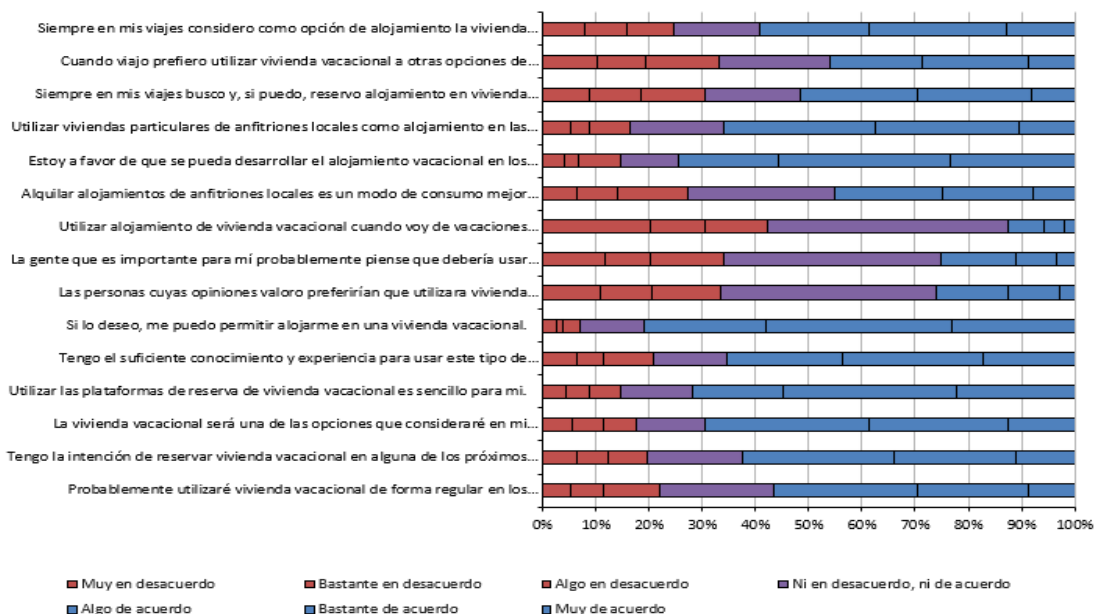 Siempre en mis viajes considero como opción de alojamiento la vivienda...
Cuando viajo prefiero utilizar vivienda vacacional a otras opciones de...
Siempre en mis viajes busco y, si puedo, reservo alojamiento en vivienda...
Utilizar viviendas particulares de anfitriones locales como alojamiento en las...
Estoy a favor de que se pueda desarrollar el alojamiento vacacional en los...
Alquilar alojamientos de anfitriones locales es un modo de consumo mejor...
Utilizar alojamiento de vivienda vacacional cuando voy de vacaciones...
La gente que es importante para mí probablemente piense que debería usar...
Las personas cuyas opiniones valoro preferirían que utilizara vivienda...
Si lo deseo, me puedo permitir alojarme en una vivienda vacacional.
Tengo el suficiente conocimiento y experiencia para usar este tipo de...
Utilizar las plataformas de reserva de vivienda vacacional es sencillo para mi.
La vivienda vacacional será una de las opciones que consideraré en mi...
Tengo la intención de reservar vivienda vacacional en alguna de los próximos...
Probablemente utilizaré vivienda vacacional de forma regular en los...
0% 10% 20% 30% 40% 50% 60% 70% 80% 90% 100%
Muy en desacuerdo Bastante en desacuerdo Algo en desacuerdo Ni en desacuerdo, ni de acuerdo
Algo de acuerdo Bastante de acuerdo Muy de acuerdo